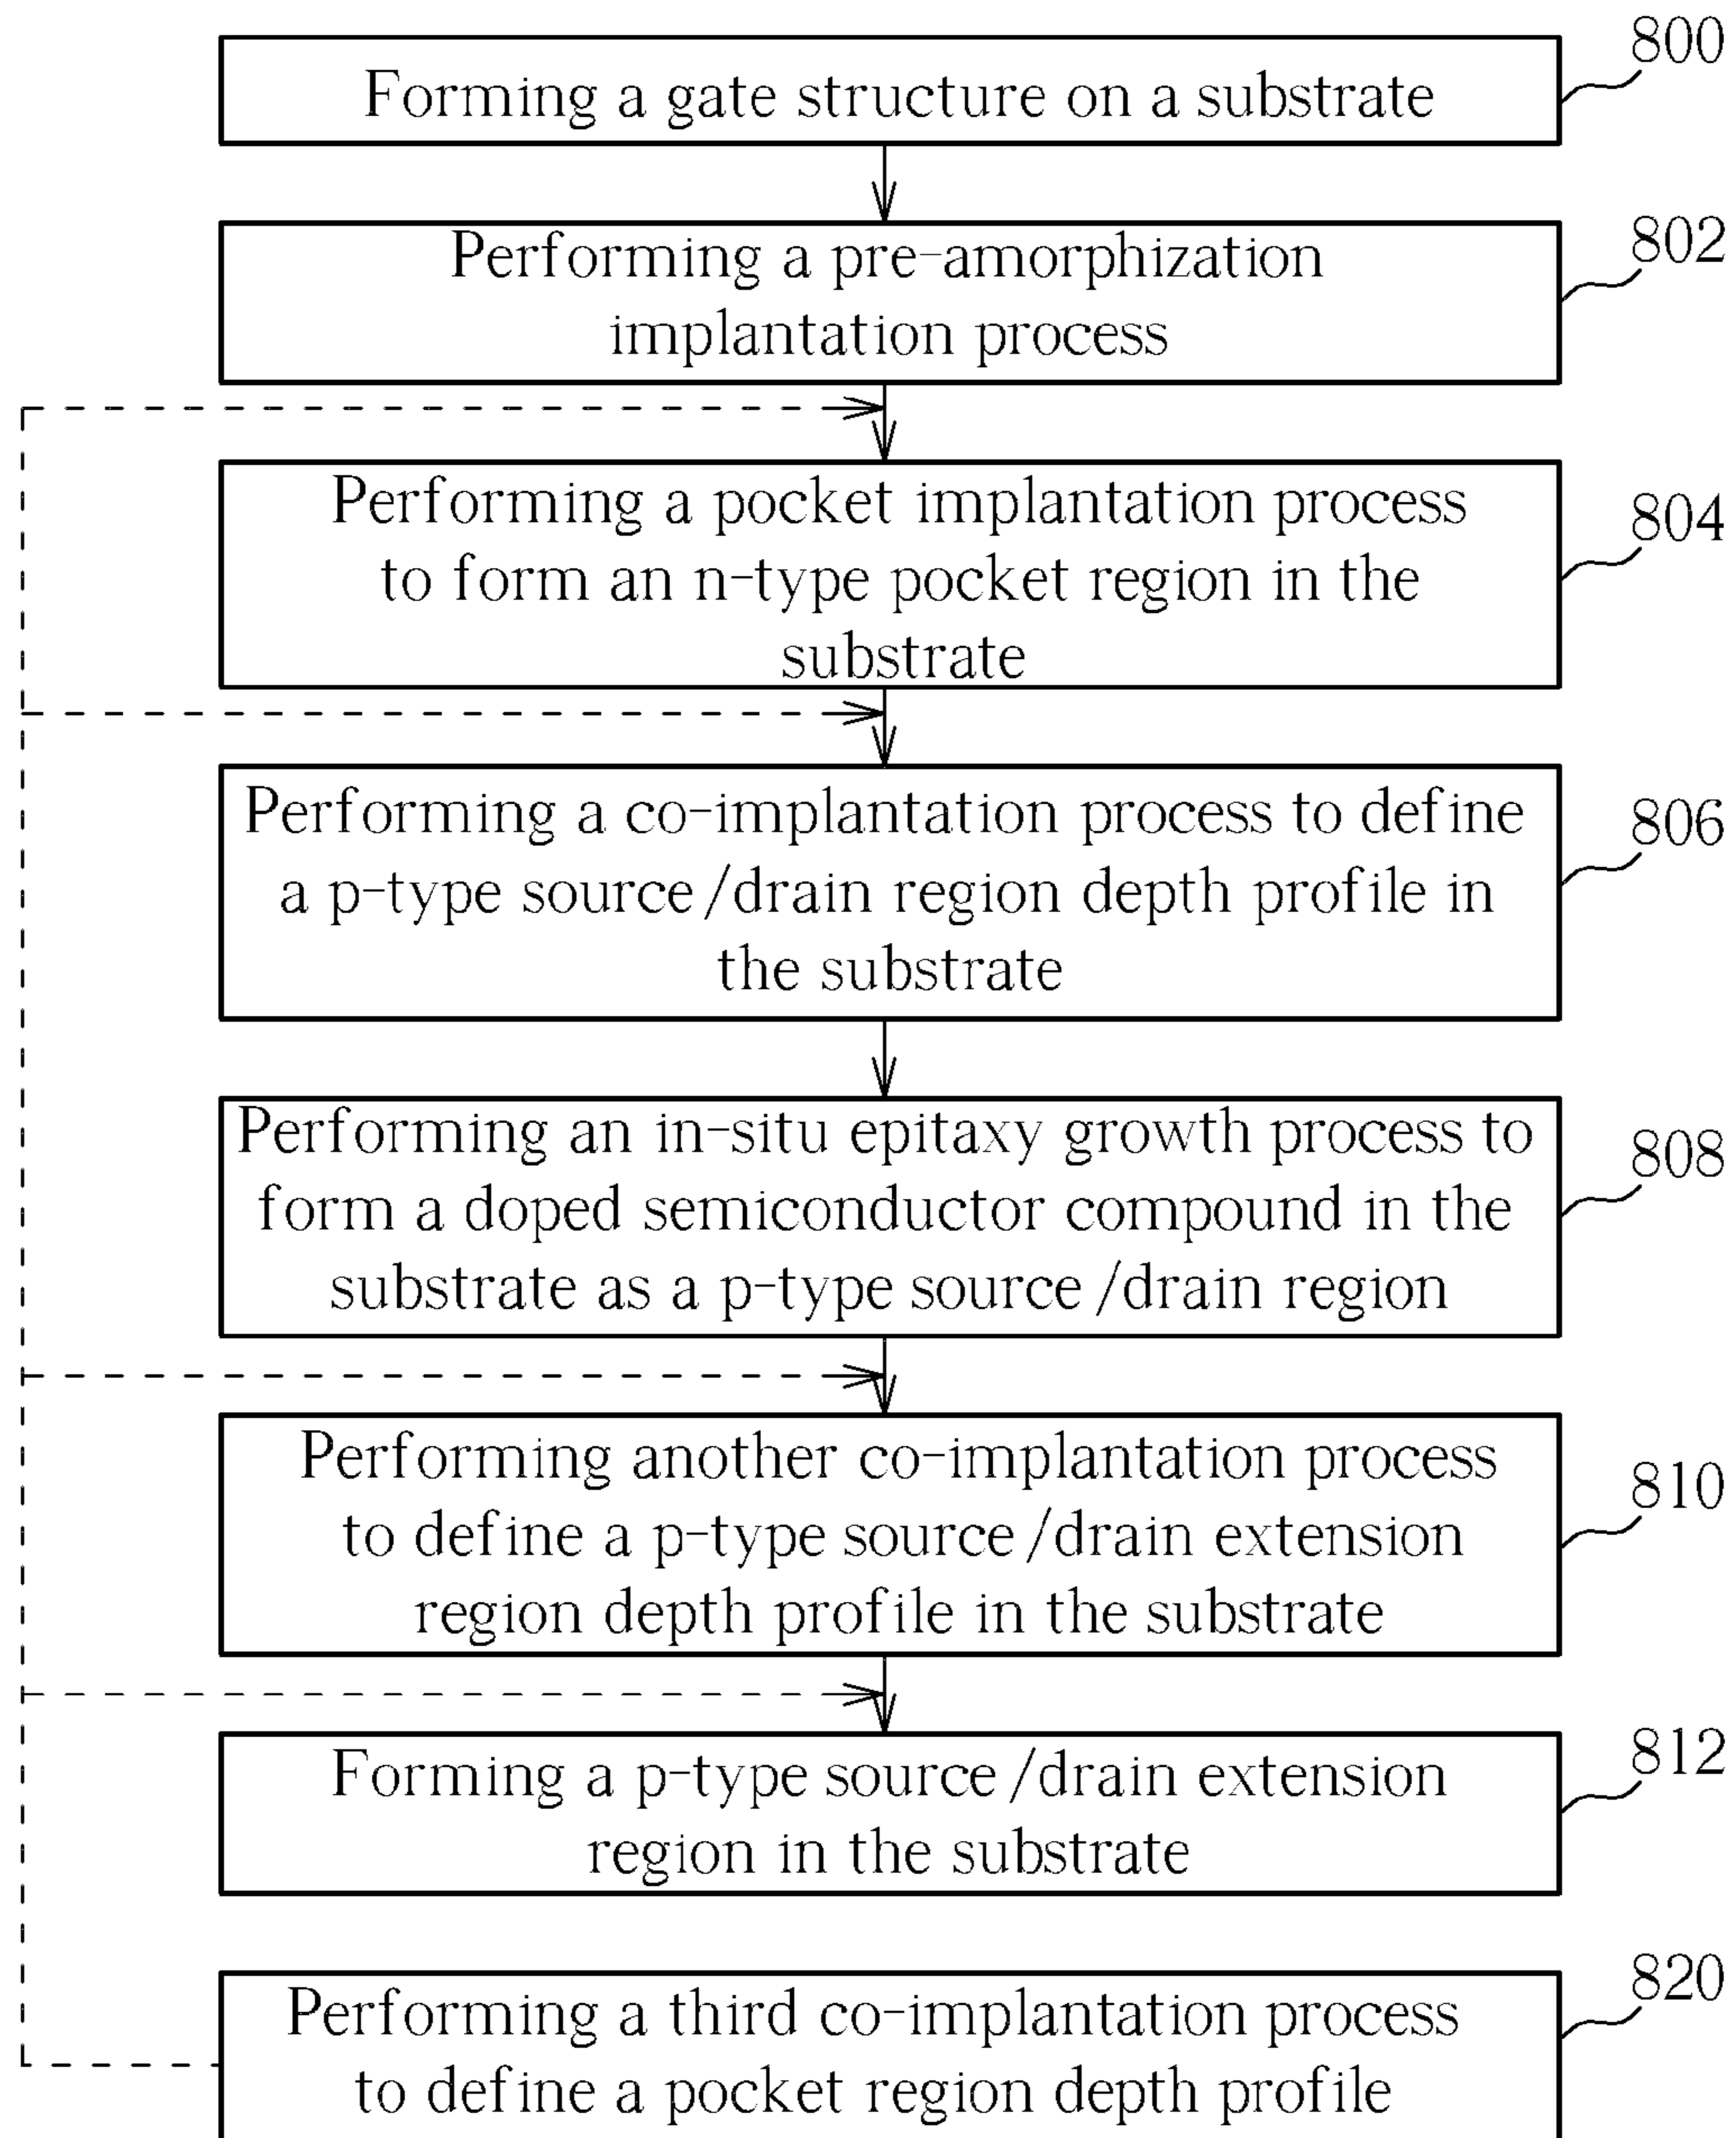 800
Forming a gate structure on a substrate
802
Performing a pre-amorphization
implantation process
804
Performing a pocket implantation process
to form an n-type pocket region in the
substrate
806
Performing a co-implantation process to define
a p-type source/drain region depth profile in
the substrate
808
Performing an in-situ epitaxy growth process to
form a doped semiconductor compound in the
substrate as a p-type source/drain region
810
Performing another co-implantation process
to define a p-type source/drain extension
region depth profile in the substrate
812
Forming a p-type source/drain extension
region in the substrate
820
Performing a third co-implantation process
to define a pocket region depth profile